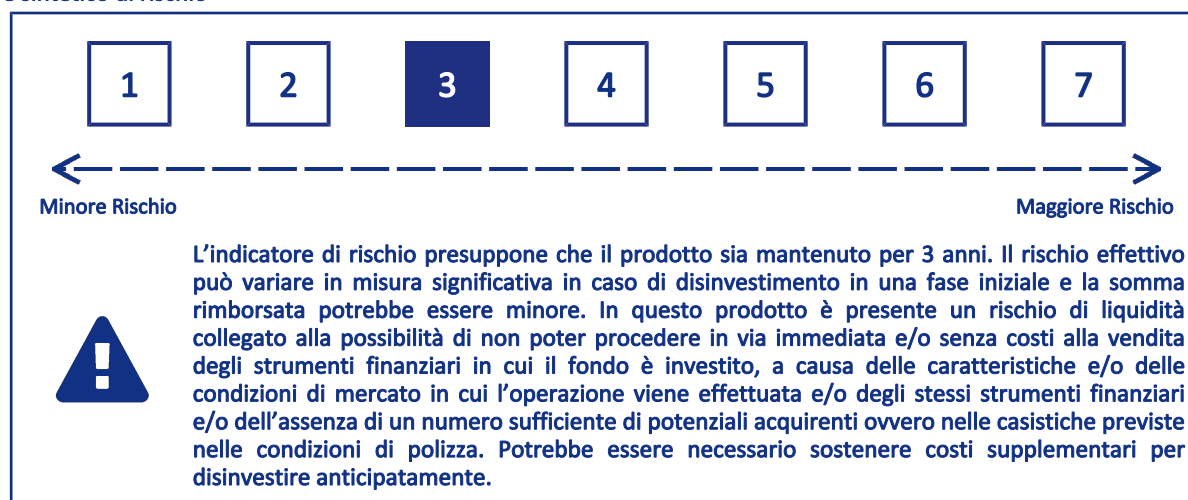 1 2 3 4 5 6 7
Minore Rischio Maggiore Rischio
L'indicatore di rischio presuppone che il prodotto sia mantenuto per 3 anni. Il rischio effettivo
può variare in misura significativa in caso di disinvestimento in una fase iniziale e la somma
rimborsata potrebbe essere minore. In questo prodotto è presente un rischio di liquidità
collegato alla possibilità di non poter procedere in via immediata e/o senza costi alla vendita
degli strumenti finanziari in cui il fondo è investito, a causa delle caratteristiche e/o delle
condizioni di mercato in cui l'operazione viene effettuata e/o degli stessi strumenti finanziari
e/o dell'assenza di un numero sufficiente di potenziali acquirenti ovvero nelle casistiche previste
nelle condizioni di polizza. Potrebbe essere necessario sostenere costi supplementari per
disinvestire anticipatamente.